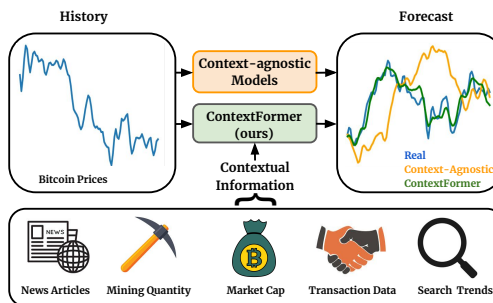 History
Forecast
Bitcoin Prices
Context-agnostic
Models
ContextFormer
(ours)
Contextual
Information
Real
Context-Agnostic
ContextFormer
NEWS
News Articles
Mining Quantity
Market Cap
Transaction Data
Search Trends